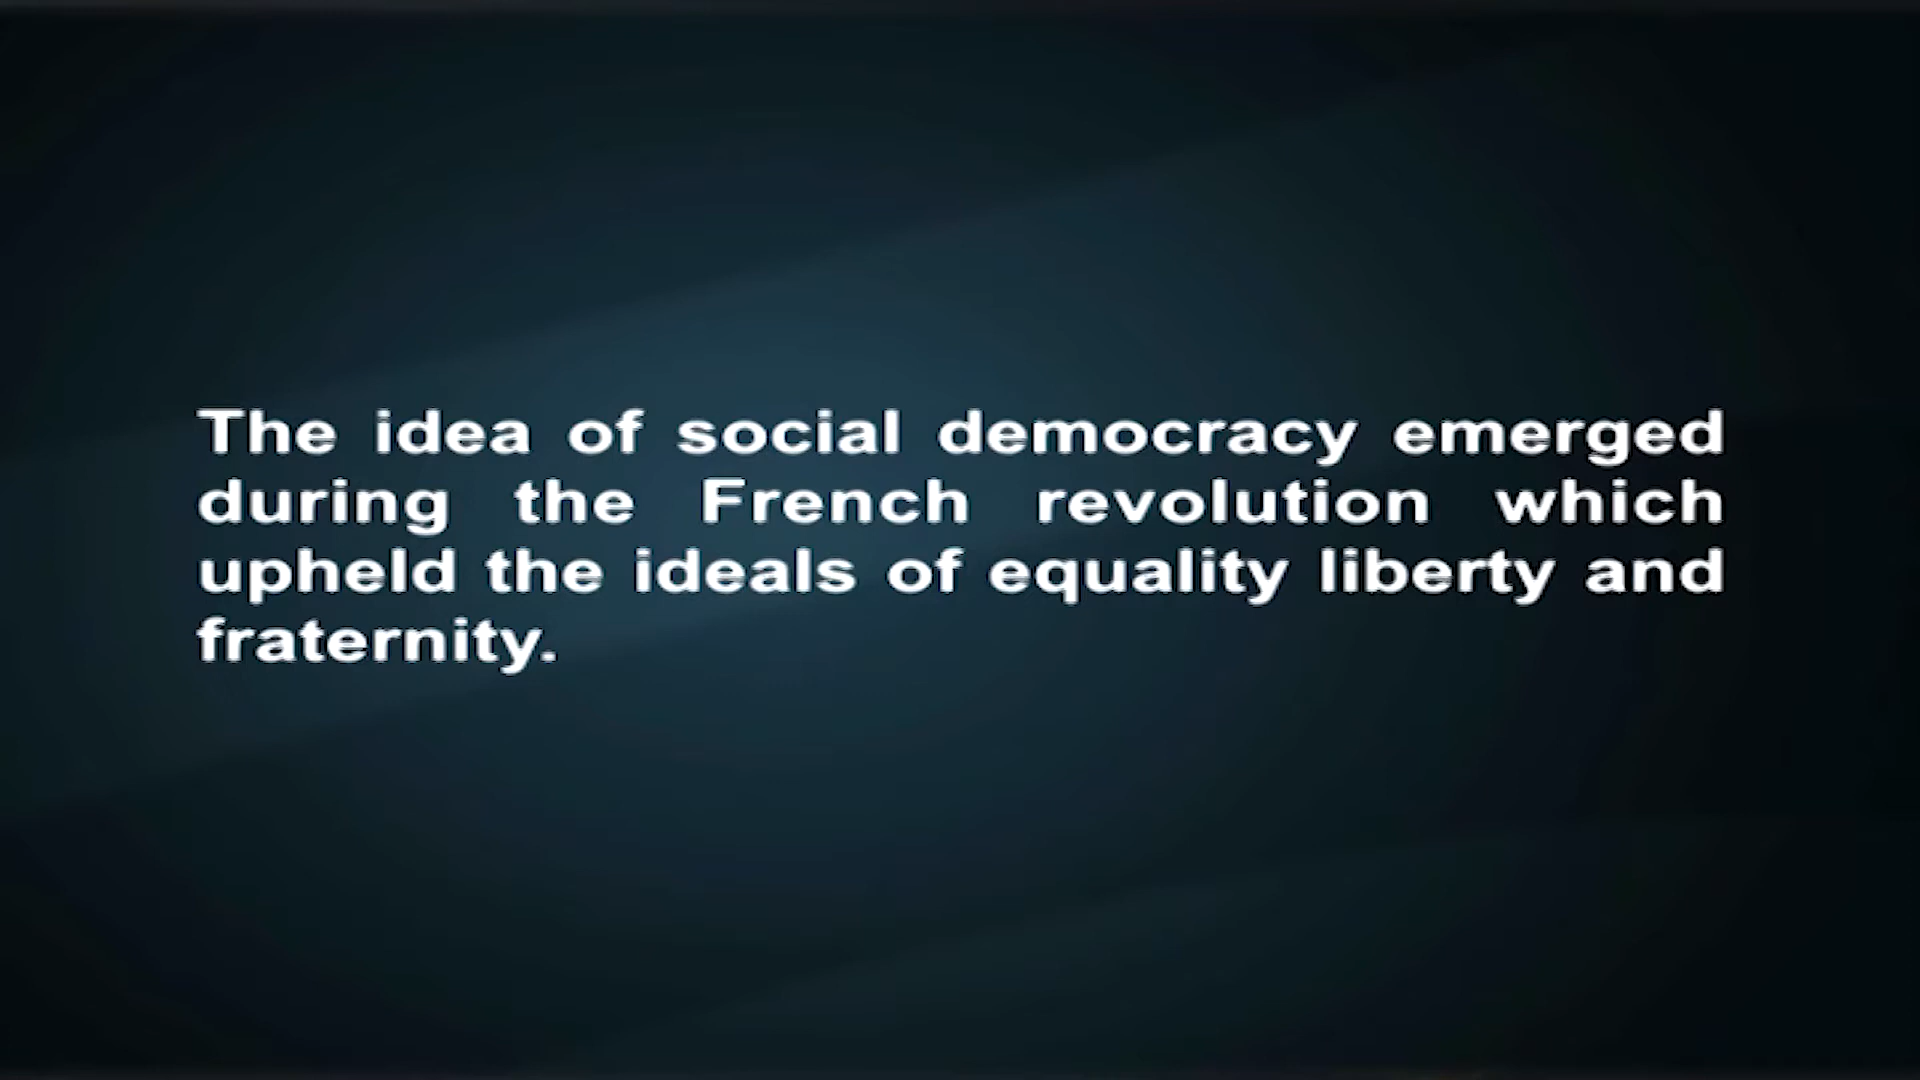 The idea of social democracy emerged
during the French revolution which
upheld the ideals of equality liberty and
fraternity.